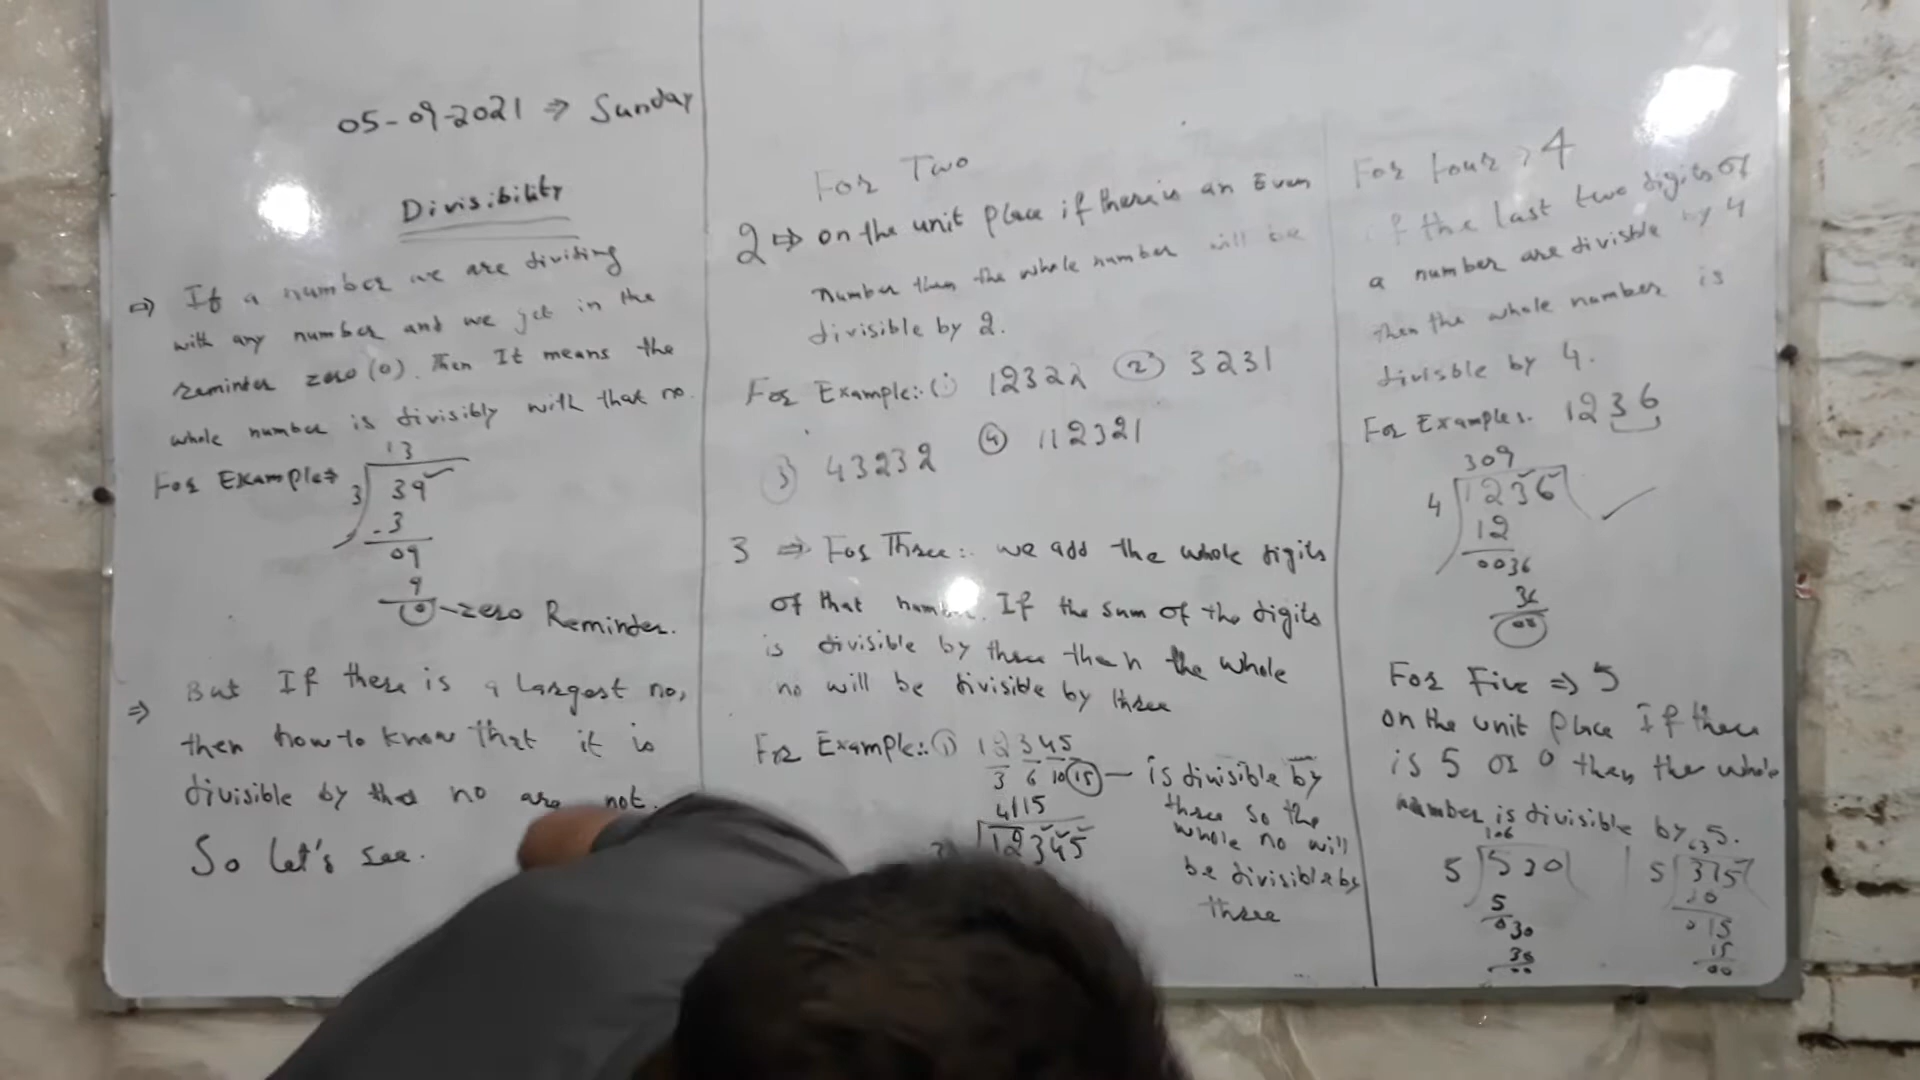 05-09-2021 ⇒ Sunday
Divisibility
⇒ If a number we are dividing
with any number and we get in the
reminder zero (0). Then It means the
whole number is divisibly with that no.
For Example⇒
13
3 39
- 3
09
9
0 - zero Reminder.
⇒ But If there is a largest no,
then how to know that it is
divisible by that no are not.
So Let's see.
For Two
2 ⇒ on the unit place if there is an Even
number then the whole number will be
divisible by 2.
For Example:- (1) 12322 (2) 3231
(3) 43232 (4) 112321
3 ⇒ For Three:- we add the whole digits
of that number. If the sum of the digits
is divisible by three then the whole
no will be divisible by three
For Example:- (1) 12345
3 6 10 (15) — is divisible by
three so the
whole no will
be divisible by
three
4115
3 12345
For four ⇒ 4
if the last two digits of
a number are divisble by 4
then the whole number is
divisble by 4.
For Examples. 1236
309
4 1236
12
0036
36
00
For Five ⇒ 5
on the unit place If there
is 5 or 0 then the whole
number is divisible by 5.
106
5 530
5
030
30
00
63
5 375
015
15
00